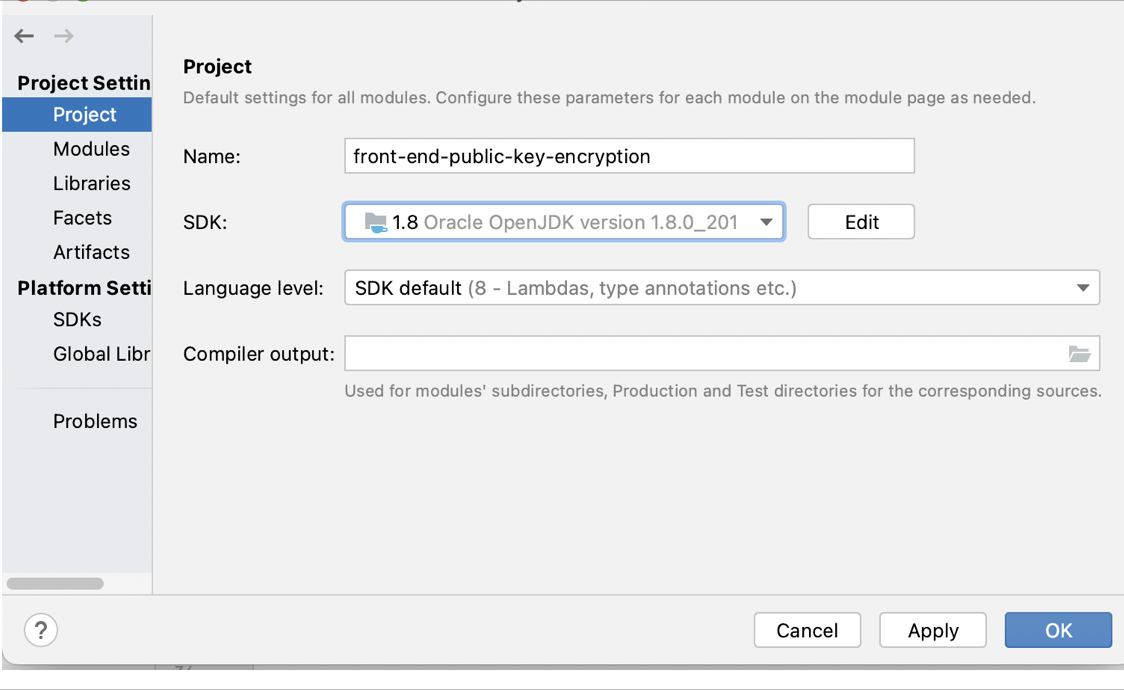 Project Settin
Project
Modules
Libraries
Facets
Artifacts
Platform Setti
SDKs
Global Libr
Problems
Project
Default settings for all modules. Configure these parameters for each module on the module page as needed.
Name: front-end-public-key-encryption
SDK: 1.8 Oracle OpenJDK version 1.8.0_201 Edit
Language level: SDK default (8 - Lambdas, type annotations etc.)
Compiler output:
Used for modules' subdirectories, Production and Test directories for the corresponding sources.
? Cancel Apply OK